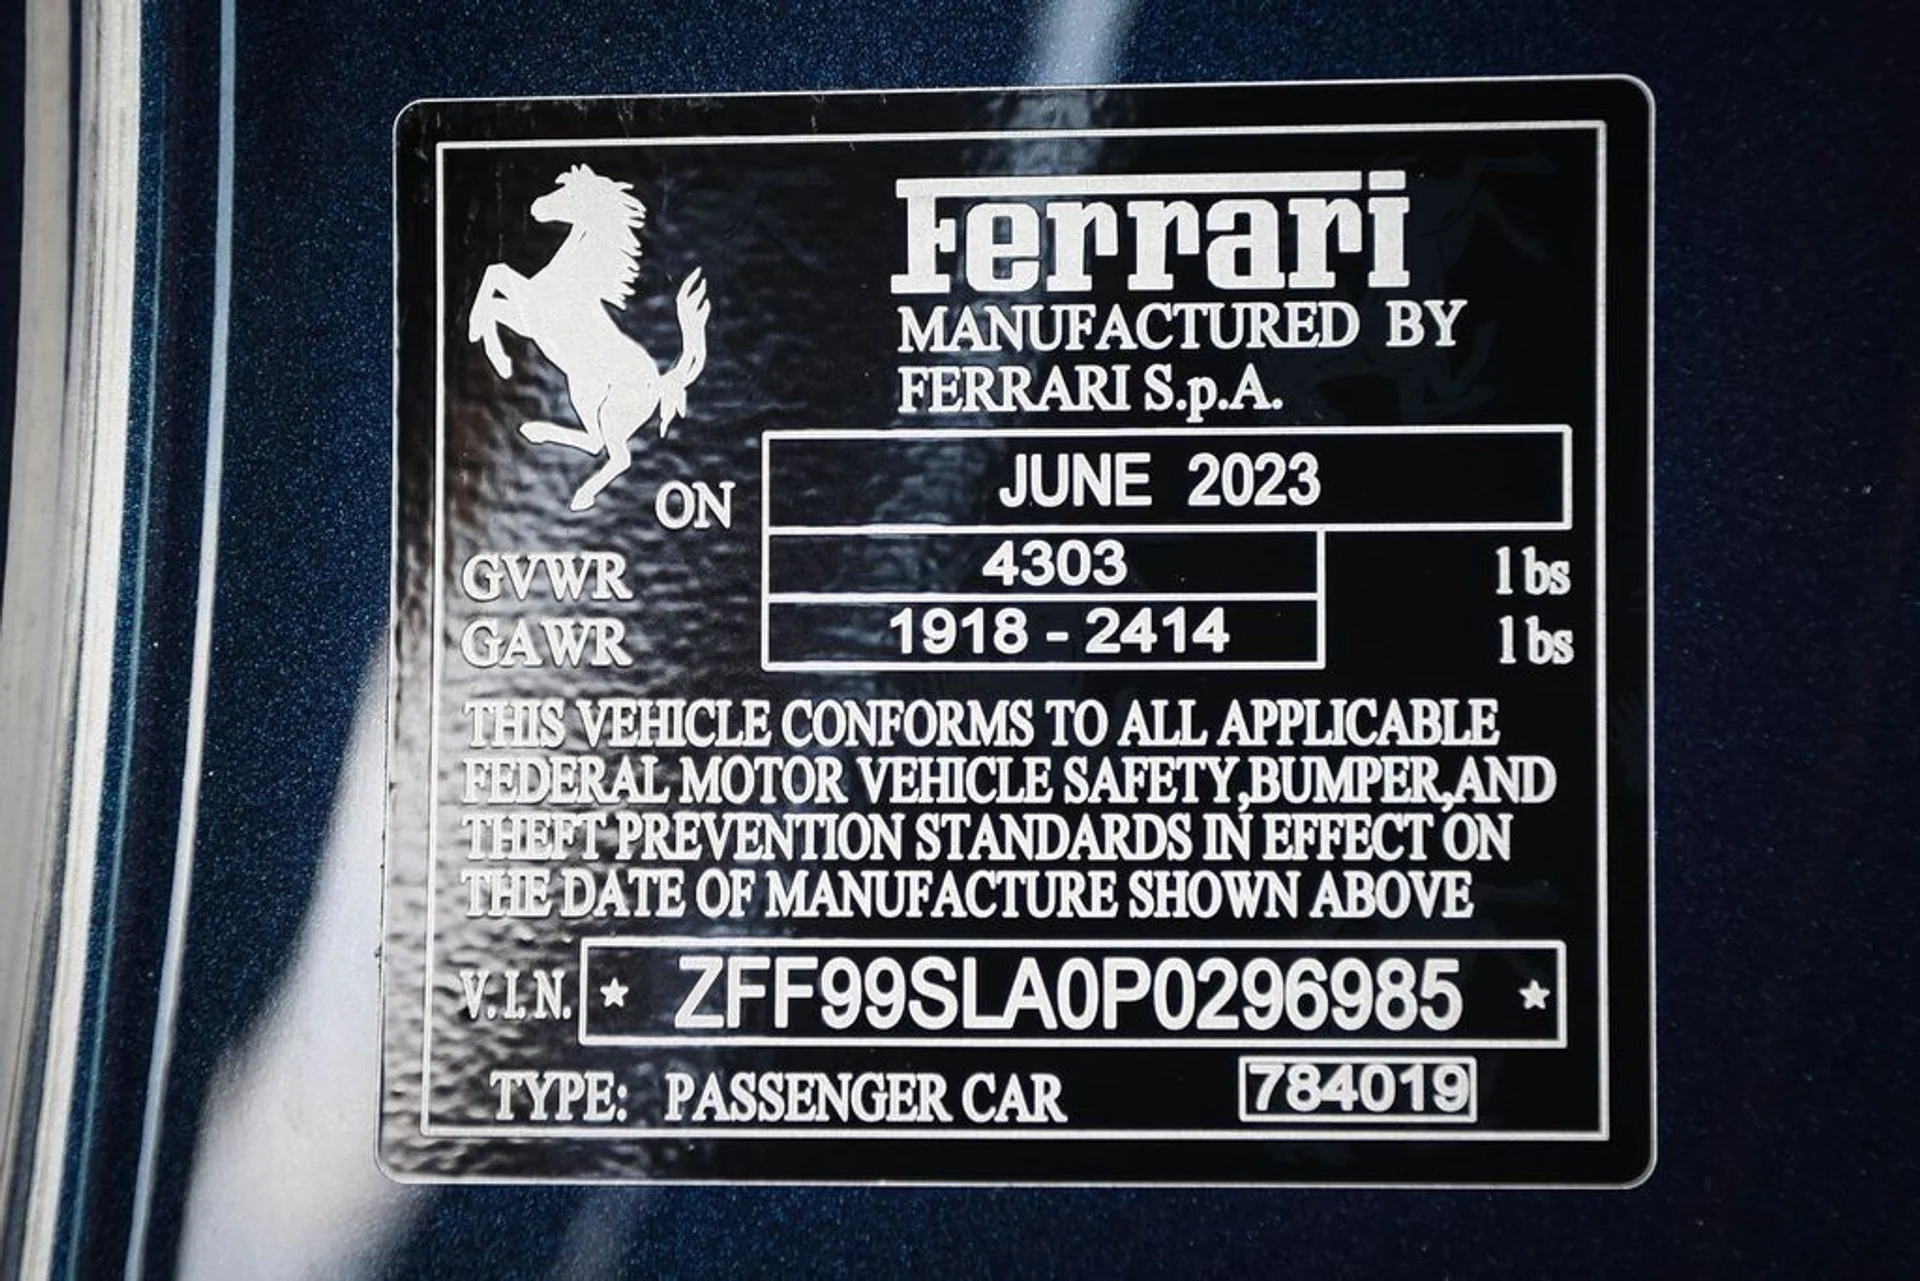 Ferrari
MANUFACTURED BY
FERRARI S.p.A.
ON JUNE 2023
GVWR 4303 lbs
GAWR 1918 - 2414 lbs
THIS VEHICLE CONFORMS TO ALL APPLICABLE
FEDERAL MOTOR VEHICLE SAFETY,BUMPER,AND
THEFT PREVENTION STANDARDS IN EFFECT ON
THE DATE OF MANUFACTURE SHOWN ABOVE
V.I.N. ★ ZFF99SLA0P0296985 ★
TYPE: PASSENGER CAR 784019